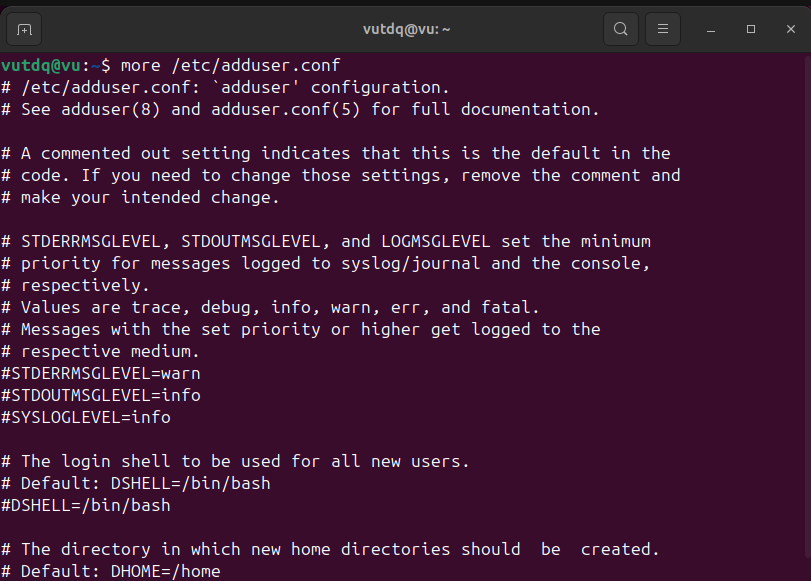 vutdq@vu: ~
vutdq@vu:~$ more /etc/adduser.conf
# /etc/adduser.conf: `adduser' configuration.
# See adduser(8) and adduser.conf(5) for full documentation.

# A commented out setting indicates that this is the default in the
# code. If you need to change those settings, remove the comment and
# make your intended change.

# STDERRMSGLEVEL, STDOUTMSGLEVEL, and LOGMSGLEVEL set the minimum
# priority for messages logged to syslog/journal and the console,
# respectively.
# Values are trace, debug, info, warn, err, and fatal.
# Messages with the set priority or higher get logged to the
# respective medium.
#STDERRMSGLEVEL=warn
#STDOUTMSGLEVEL=info
#SYSLOGLEVEL=info

# The login shell to be used for all new users.
# Default: DSHELL=/bin/bash
#DSHELL=/bin/bash

# The directory in which new home directories should  be  created.
# Default: DHOME=/home